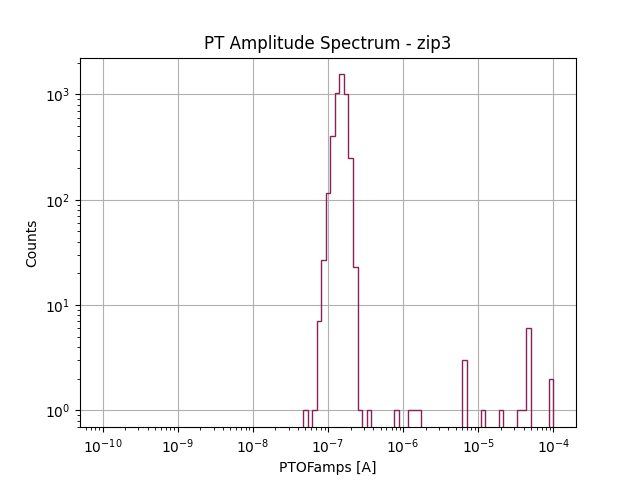 PT Amplitude Spectrum - zip3
Counts
10³
10²
10¹
10⁰
10⁻¹⁰ 10⁻⁹ 10⁻⁸ 10⁻⁷ 10⁻⁶ 10⁻⁵ 10⁻⁴
PTOFamps [A]